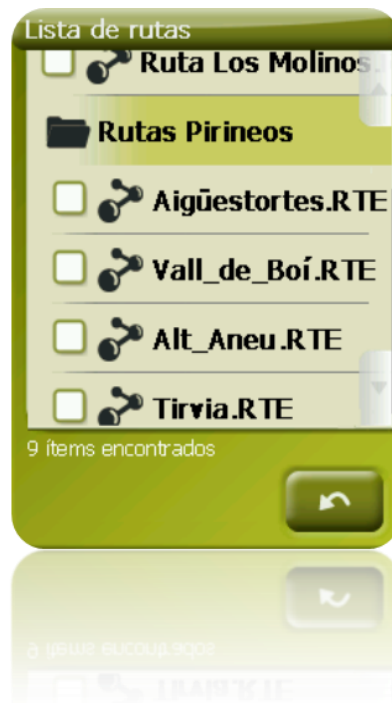 Lista de rutas
Ruta Los Molinos.
Rutas Pirineos
Aigüestortes.RTE
Vall_de_Boí.RTE
Alt_Aneu.RTE
Tirvia.RTE
9 ítems encontrados